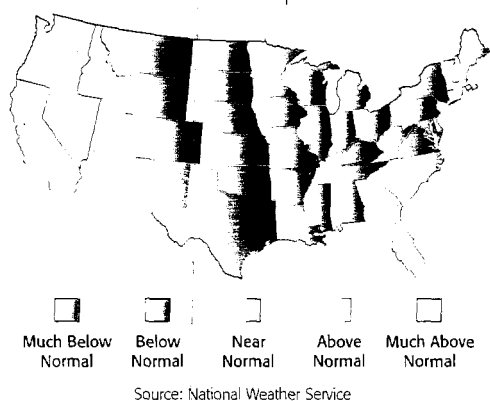 Much Below Normal
Below Normal
Near Normal
Above Normal
Much Above Normal
Source: National Weather Service